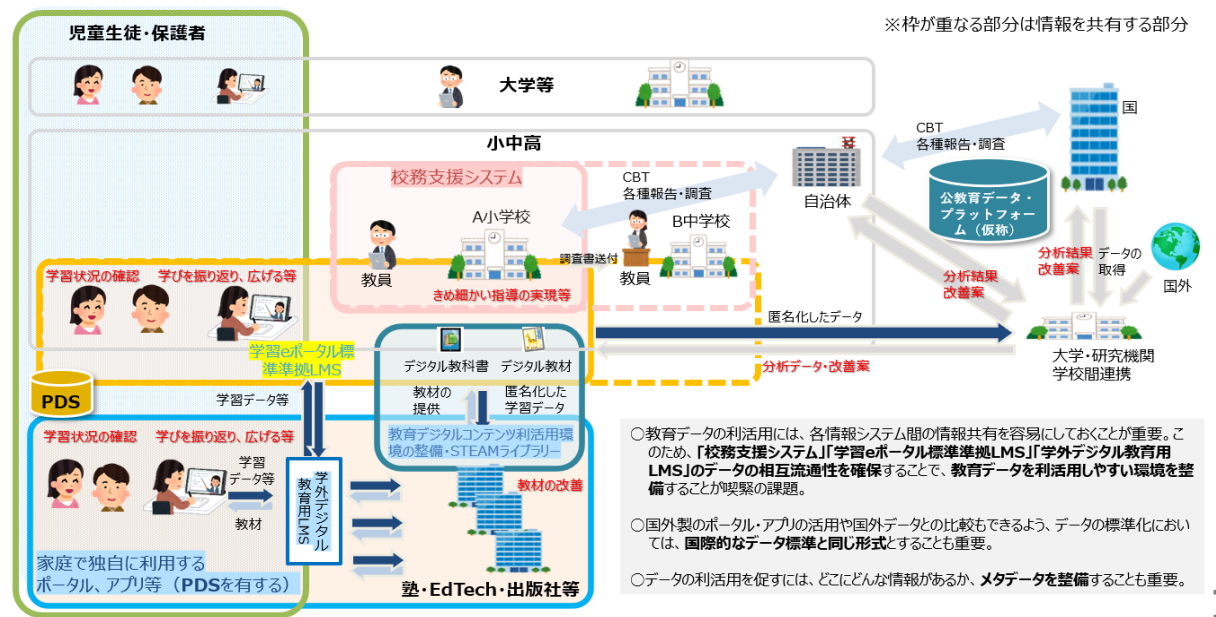 ※枠が重なる部分は情報を共有する部分
児童生徒・保護者
大学等
小中高
国
CBT
各種報告・調査
校務支援システム
CBT
各種報告・調査
自治体
公教育データ・
プラットフォー
ム（仮称）
A小学校
B中学校
調査書送付
教員
教員
きめ細かい指導の実現等
分析結果
改善案
データの
取得
国外
分析結果
改善案
学習状況の確認
学びを振り返り、広げる等
匿名化したデータ
大学・研究機関
学校間連携
分析データ・改善案
学習eポータル標
準準拠LMS
デジタル教科書
デジタル教材
PDS
学習データ等
教材の
提供
匿名化した
学習データ
教育デジタルコンテンツ利活用環
境の整備・STEAMライブラリー
学習状況の確認
学びを振り返り、広げる等
学習
データ等
教材
学外デジタル
教育用LMS
教材の改善
家庭で独自に利用する
ポータル、アプリ等（PDSを有する）
塾・EdTech・出版社等
○教育データの利活用には、各情報システム間の情報共有を容易にしておくことが重要。こ
のため、「校務支援システム」「学習eポータル標準準拠LMS」「学外デジタル教育用
LMS」のデータの相互流通性を確保することで、教育データを利活用しやすい環境を整
備することが喫緊の課題。
○国外製のポータル・アプリの活用や国外データとの比較もできるよう、データの標準化におい
ては、国際的なデータ標準と同じ形式とすることも重要。
○データの利活用を促すには、どこにどんな情報があるか、メタデータを整備することも重要。